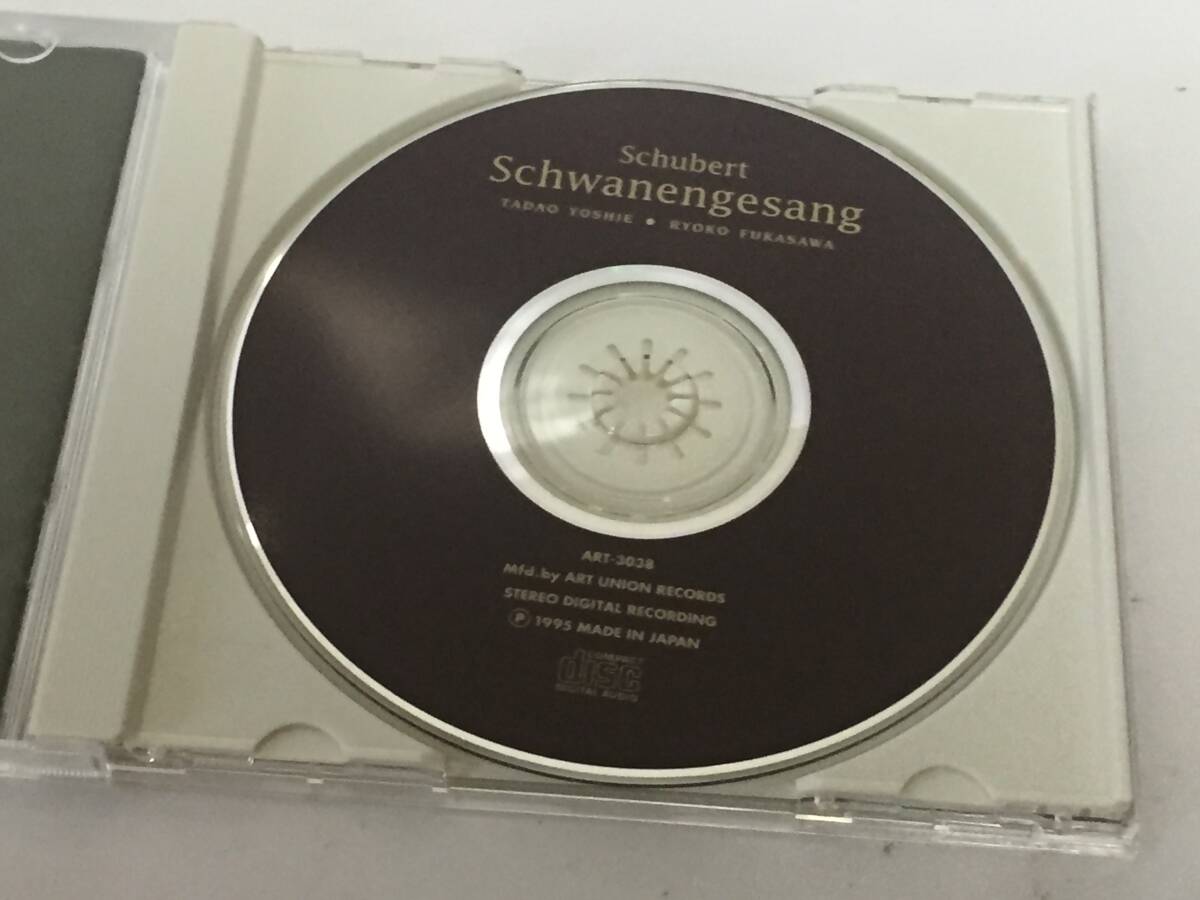 Schubert
Schwanengesang
TADAO YOSHIE • RYOKO FUKASAWA
ART-3038
Mfd.by ART UNION RECORDS
STEREO DIGITAL RECORDING
Ⓟ 1995 MADE IN JAPAN
COMPACT
disc
DIGITAL AUDIO